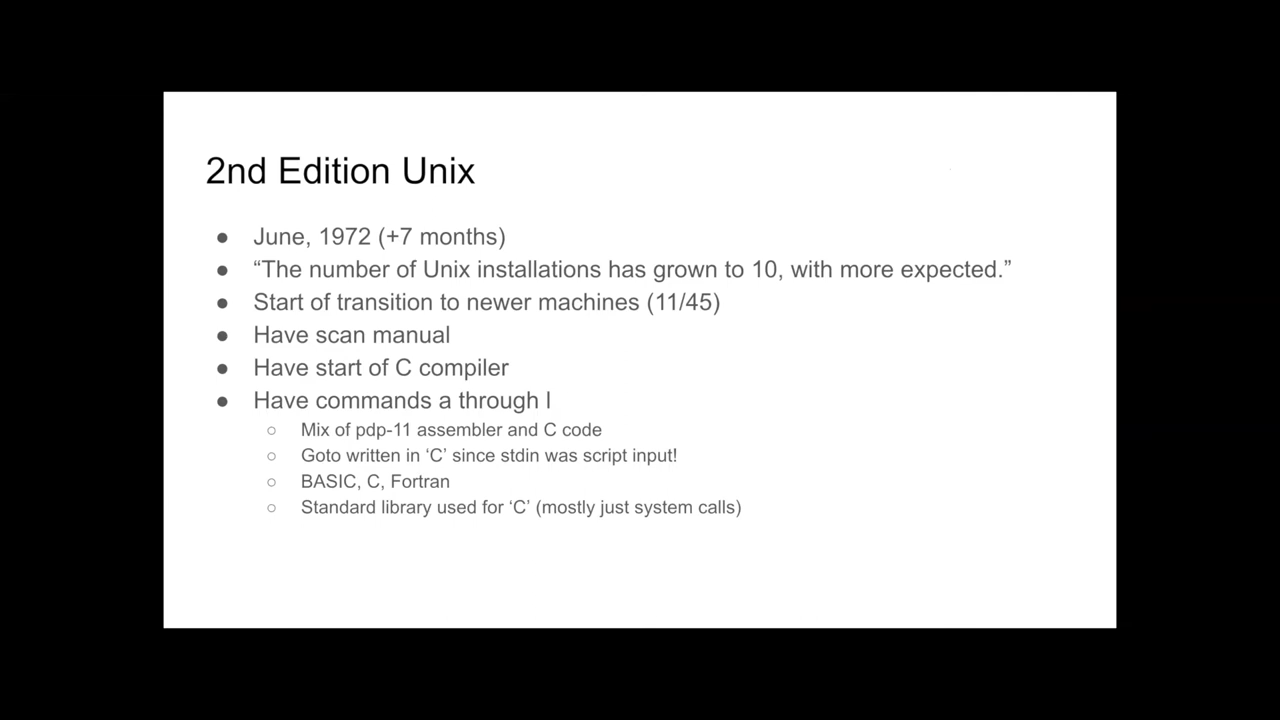 2nd Edition Unix
● June, 1972 (+7 months)
● “The number of Unix installations has grown to 10, with more expected.”
● Start of transition to newer machines (11/45)
● Have scan manual
● Have start of C compiler
● Have commands a through l
○ Mix of pdp-11 assembler and C code
○ Goto written in ‘C’ since stdin was script input!
○ BASIC, C, Fortran
○ Standard library used for ‘C’ (mostly just system calls)